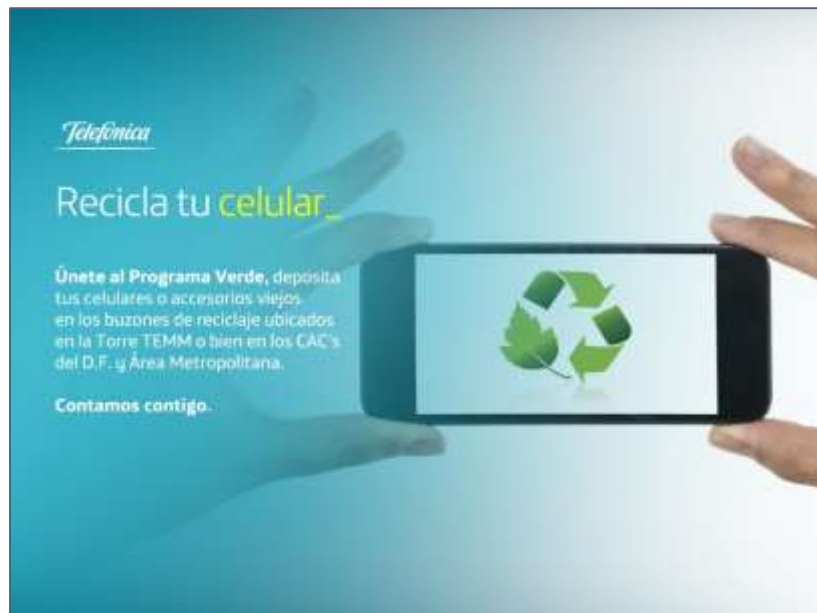 Telefónica
Recicla tu celular_
Únete al Programa Verde, deposita
tus celulares o accesorios viejos
en los buzones de reciclaje ubicados
en la Torre TEMM o bien en los CAC's
del D.F. y Área Metropolitana.
Contamos contigo.